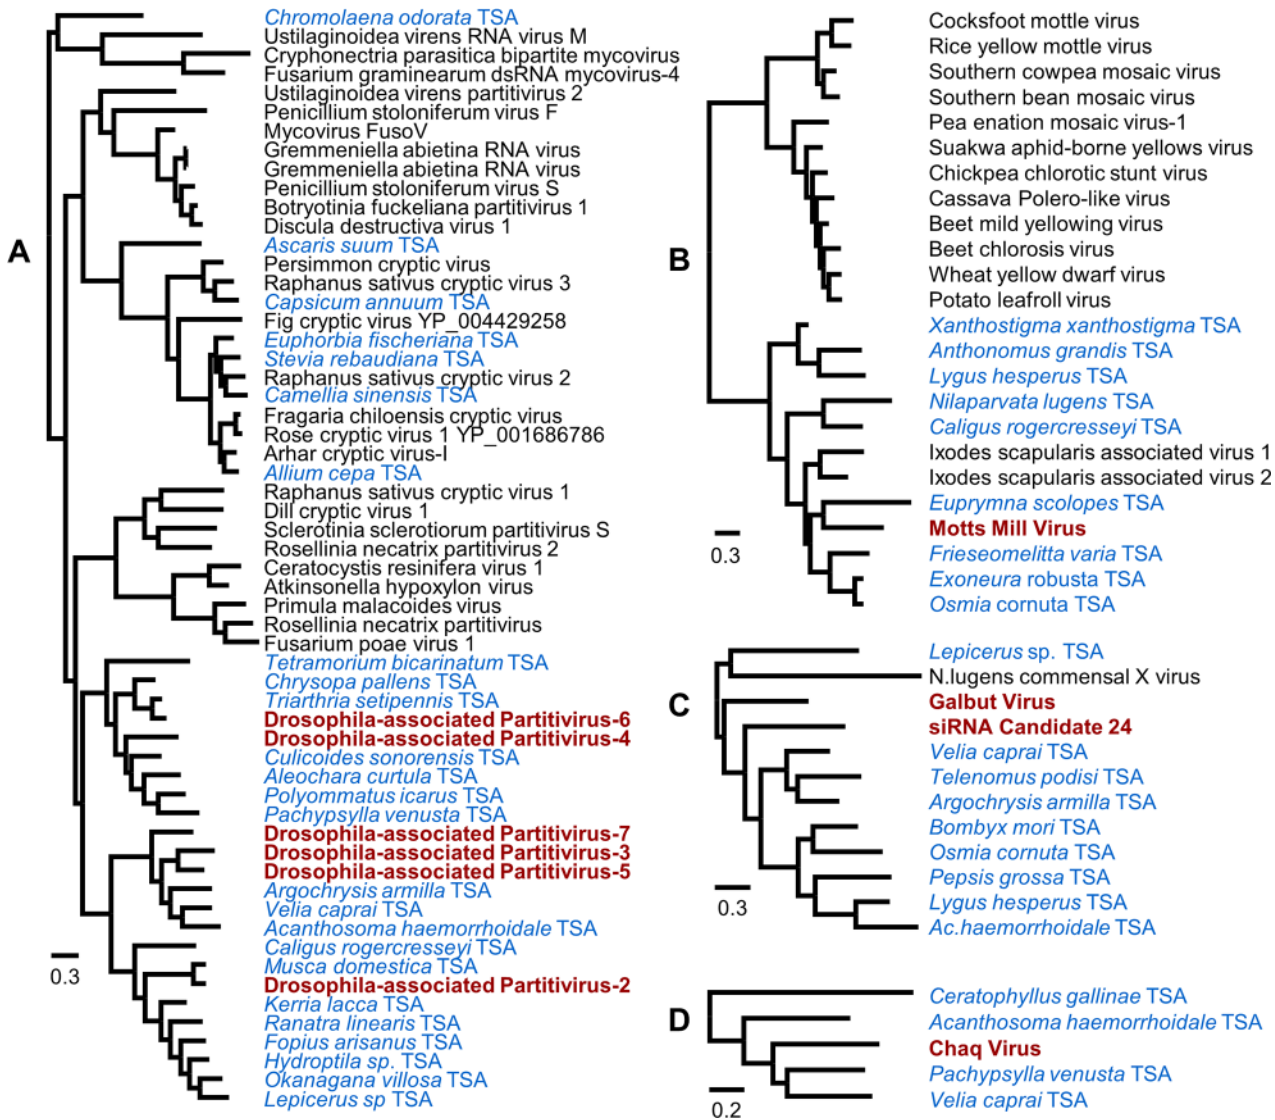 A
Chromolaena odorata TSA
Ustilaginoidea virens RNA virus M
Cryphonectria parasitica bipartite mycovirus
Fusarium graminearum dsRNA mycovirus-4
Ustilaginoidea virens partitivirus 2
Penicillium stoloniferum virus F
Mycovirus FusoV
Gremmeniella abietina RNA virus
Gremmeniella abietina RNA virus
Penicillium stoloniferum virus S
Botryotinia fuckeliana partitivirus 1
Discula destructiva virus 1
Ascaris suum TSA
Persimmon cryptic virus
Raphanus sativus cryptic virus 3
Capsicum annuum TSA
Fig cryptic virus YP_004429258
Euphorbia fischeriana TSA
Stevia rebaudiana TSA
Raphanus sativus cryptic virus 2
Camellia sinensis TSA
Fragaria chiloensis cryptic virus
Rose cryptic virus 1 YP_001686786
Arhar cryptic virus-I
Allium cepa TSA
Raphanus sativus cryptic virus 1
Dill cryptic virus 1
Sclerotinia sclerotiorum partitivirus S
Rosellinia necatrix partitivirus 2
Ceratocystis resinifera virus 1
Atkinsonella hypoxylon virus
Primula malacoides virus
Rosellinia necatrix partitivirus
Fusarium poae virus 1
Tetramorium bicarinatum TSA
Chrysopa pallens TSA
Triarthria setipennis TSA
Drosophila-associated Partitivirus-6
Drosophila-associated Partitivirus-4
Culicoides sonorensis TSA
Aleochara curtula TSA
Polyommatus icarus TSA
Pachypsylla venusta TSA
Drosophila-associated Partitivirus-7
Drosophila-associated Partitivirus-3
Drosophila-associated Partitivirus-5
Argochrysis armilla TSA
Velia caprai TSA
Acanthosoma haemorrhoidale TSA
Caligus rogercresseyi TSA
Musca domestica TSA
Drosophila-associated Partitivirus-2
Kerria lacca TSA
Ranatra linearis TSA
Fopius arisanus TSA
Hydroptila sp. TSA
Okanagana villosa TSA
Lepicerus sp TSA
0.3
B
Cocksfoot mottle virus
Rice yellow mottle virus
Southern cowpea mosaic virus
Southern bean mosaic virus
Pea enation mosaic virus-1
Suakwa aphid-borne yellows virus
Chickpea chlorotic stunt virus
Cassava Polero-like virus
Beet mild yellowing virus
Beet chlorosis virus
Wheat yellow dwarf virus
Potato leafroll virus
Xanthostigma xanthostigma TSA
Anthonomus grandis TSA
Lygus hesperus TSA
Nilaparvata lugens TSA
Caligus rogercresseyi TSA
Ixodes scapularis associated virus 1
Ixodes scapularis associated virus 2
Euprymna scolopes TSA
Motts Mill Virus
Frieseomelitta varia TSA
Exoneura robusta TSA
Osmia cornuta TSA
0.3
C
Lepicerus sp. TSA
N.lugens commensal X virus
Galbut Virus
siRNA Candidate 24
Velia caprai TSA
Telenomus podisi TSA
Argochrysis armilla TSA
Bombyx mori TSA
Osmia cornuta TSA
Pepsis grossa TSA
Lygus hesperus TSA
Ac.haemorrhoidale TSA
0.3
D
Ceratophyllus gallinae TSA
Acanthosoma haemorrhoidale TSA
Chaq Virus
Pachypsylla venusta TSA
Velia caprai TSA
0.2